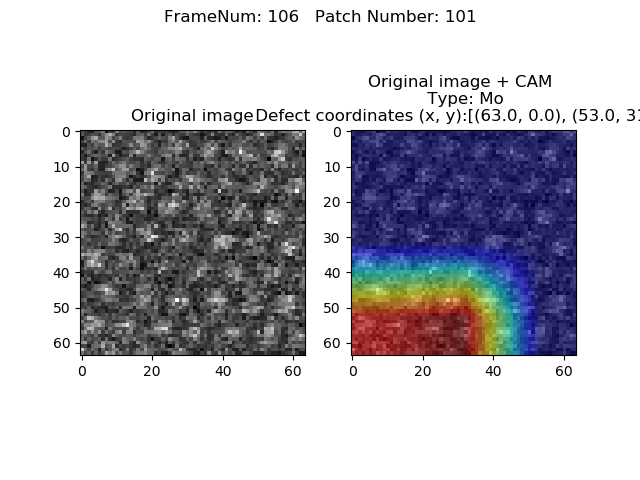 FrameNum: 106   Patch Number: 101
Original image + CAM
Type: Mo
Original image
Defect coordinates (x, y):[(63.0, 0.0), (53.0,
0
10
20
30
40
50
60
0 20 40 60
0
10
20
30
40
50
60
0 20 40 60